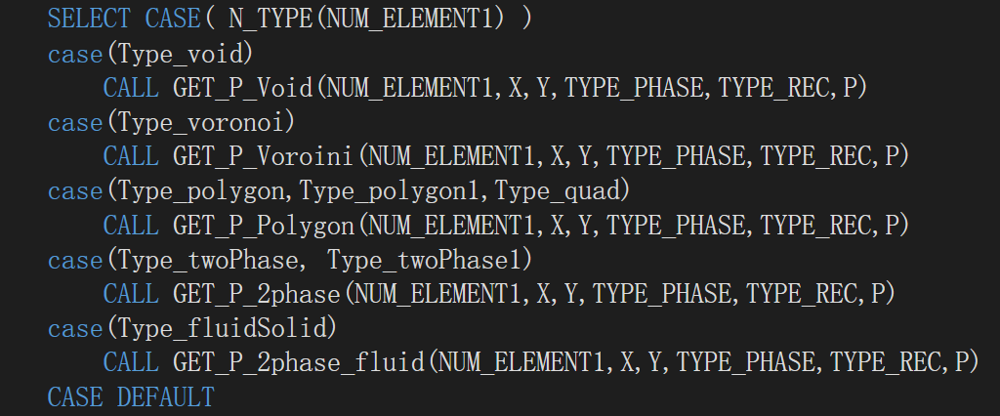 SELECT CASE( N_TYPE(NUM_ELEMENT1) )
case(Type_void)
CALL GET_P_Void(NUM_ELEMENT1,X,Y,TYPE_PHASE,TYPE_REC,P)
case(Type_voronoi)
CALL GET_P_Voroini(NUM_ELEMENT1,X,Y,TYPE_PHASE,TYPE_REC,P)
case(Type_polygon,Type_polygon1,Type_quad)
CALL GET_P_Polygon(NUM_ELEMENT1,X,Y,TYPE_PHASE,TYPE_REC,P)
case(Type_twoPhase, Type_twoPhase1)
CALL GET_P_2phase(NUM_ELEMENT1,X,Y,TYPE_PHASE,TYPE_REC,P)
case(Type_fluidSolid)
CALL GET_P_2phase_fluid(NUM_ELEMENT1,X,Y,TYPE_PHASE,TYPE_REC,P)
CASE DEFAULT